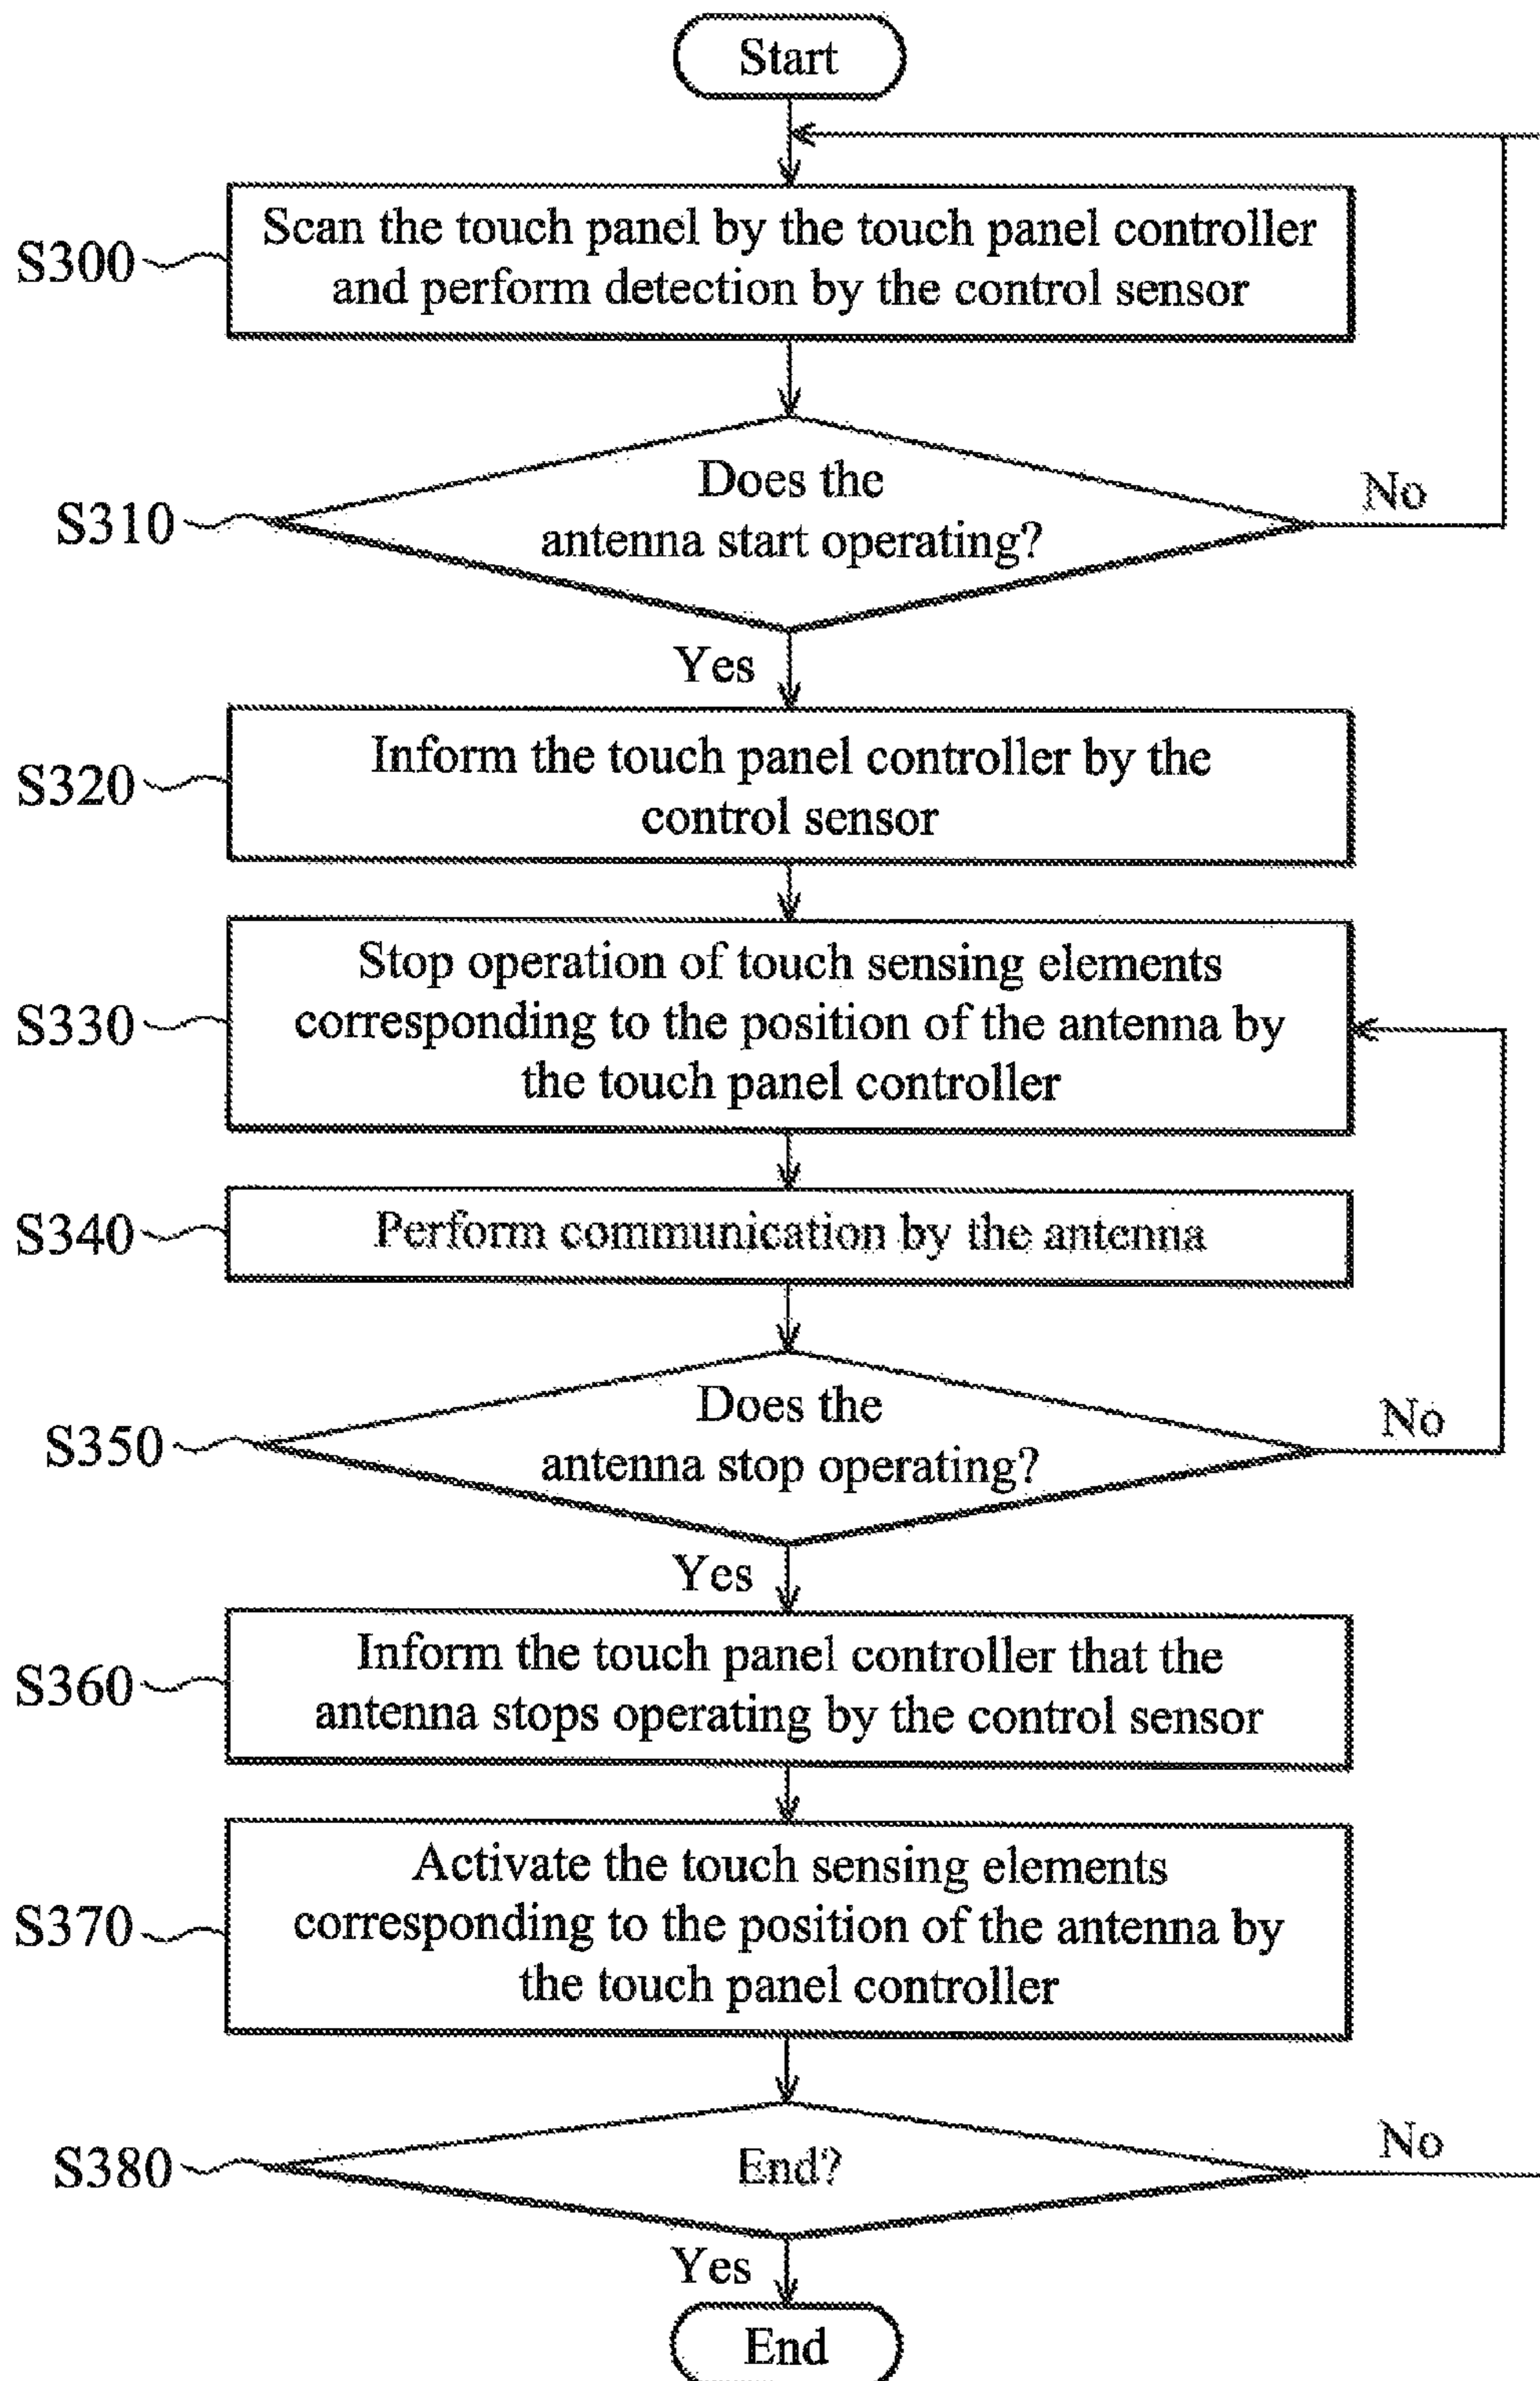 Start
S300
Scan the touch panel by the touch panel controller
and perform detection by the control sensor
S310
Does the
antenna start operating?
No
Yes
S320
Inform the touch panel controller by the
control sensor
S330
Stop operation of touch sensing elements
corresponding to the position of the antenna by
the touch panel controller
S340
Perform communication by the antenna
S350
Does the
antenna stop operating?
No
Yes
S360
Inform the touch panel controller that the
antenna stops operating by the control sensor
S370
Activate the touch sensing elements
corresponding to the position of the antenna by
the touch panel controller
S380
End?
No
Yes
End